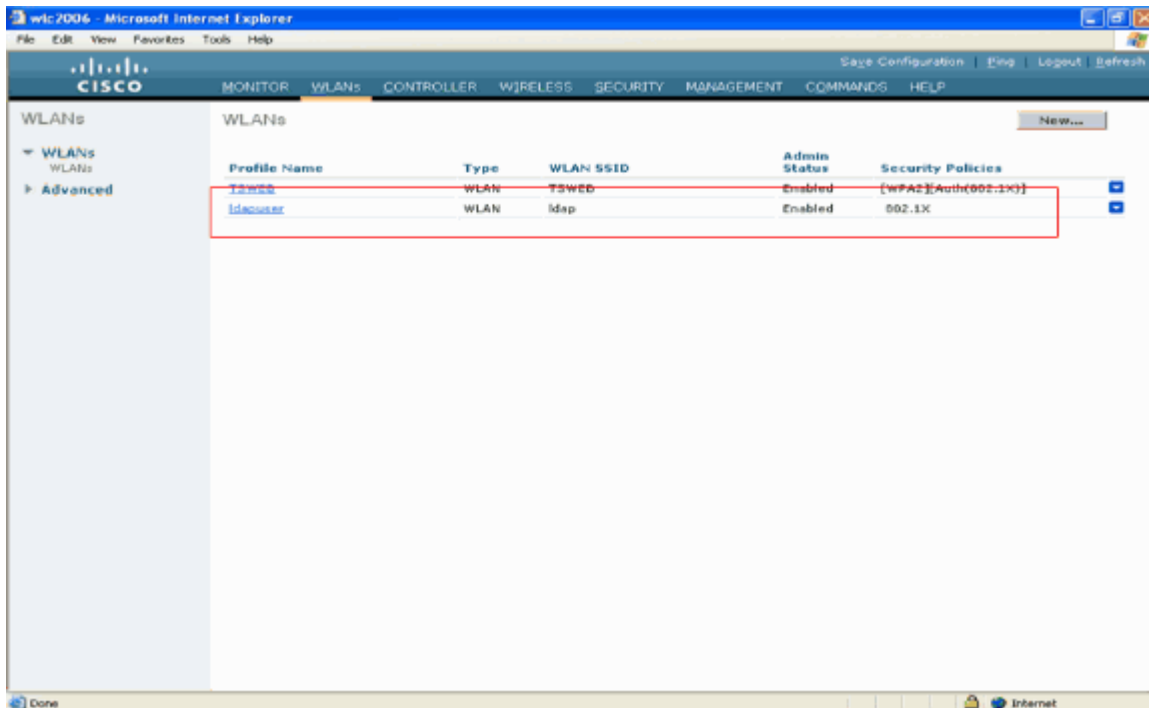 wlc2006 - Microsoft Internet Explorer
File Edit View Favorites Tools Help
Save Configuration | Ping | Logout | Refresh
CISCO
MONITOR WLANs CONTROLLER WIRELESS SECURITY MANAGEMENT COMMANDS HELP
WLANs
WLANs
WLANs
Advanced
WLANs
New...
Profile Name Type WLAN SSID Admin Status Security Policies
TSWEB WLAN TSWEB Enabled [WPA2][Auth(802.1X)]
ldapuser WLAN ldap Enabled 802.1X
Done
Internet